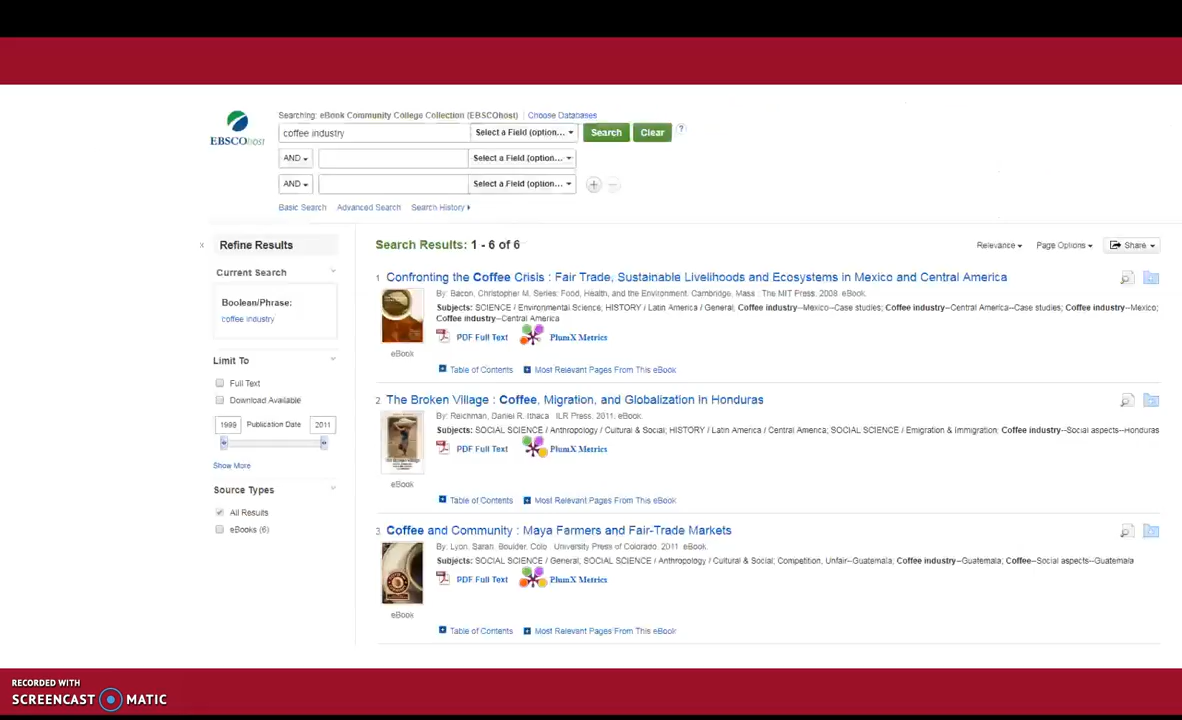 Searching: eBook Community College Collection (EBSCOhost) | Choose Databases
EBSCOhost
coffee industry Select a Field (option... Search Clear ?
AND Select a Field (option...
AND Select a Field (option...
Basic Search Advanced Search Search History
x Refine Results
Current Search
Boolean/Phrase:
coffee industry
Limit To
Full Text
Download Available
1999 Publication Date 2011
Show More
Source Types
All Results
eBooks (6)
Search Results: 1 - 6 of 6
Relevance Page Options Share
1 Confronting the Coffee Crisis : Fair Trade, Sustainable Livelihoods and Ecosystems in Mexico and Central America
By: Bacon, Christopher M. Series: Food, Health, and the Environment. Cambridge, Mass : The MIT Press. 2008. eBook.
Subjects: SCIENCE / Environmental Science; HISTORY / Latin America / General; Coffee industry--Mexico--Case studies; Coffee industry--Central America--Case studies; Coffee industry--Mexico;
Coffee industry--Central America
PDF Full Text PlumX Metrics
eBook
Table of Contents Most Relevant Pages From This eBook
2 The Broken Village : Coffee, Migration, and Globalization in Honduras
By: Reichman, Daniel R. Ithaca ILR Press. 2011. eBook.
Subjects: SOCIAL SCIENCE / Anthropology / Cultural & Social; HISTORY / Latin America / Central America; SOCIAL SCIENCE / Emigration & Immigration; Coffee industry--Social aspects--Honduras
PDF Full Text PlumX Metrics
eBook
Table of Contents Most Relevant Pages From This eBook
3 Coffee and Community : Maya Farmers and Fair-Trade Markets
By: Lyon, Sarah. Boulder, Colo University Press of Colorado. 2011. eBook.
Subjects: SOCIAL SCIENCE / General; SOCIAL SCIENCE / Anthropology / Cultural & Social; Competition, Unfair--Guatemala; Coffee industry--Guatemala; Coffee--Social aspects--Guatemala
PDF Full Text PlumX Metrics
eBook
Table of Contents Most Relevant Pages From This eBook
RECORDED WITH
SCREENCAST MATIC